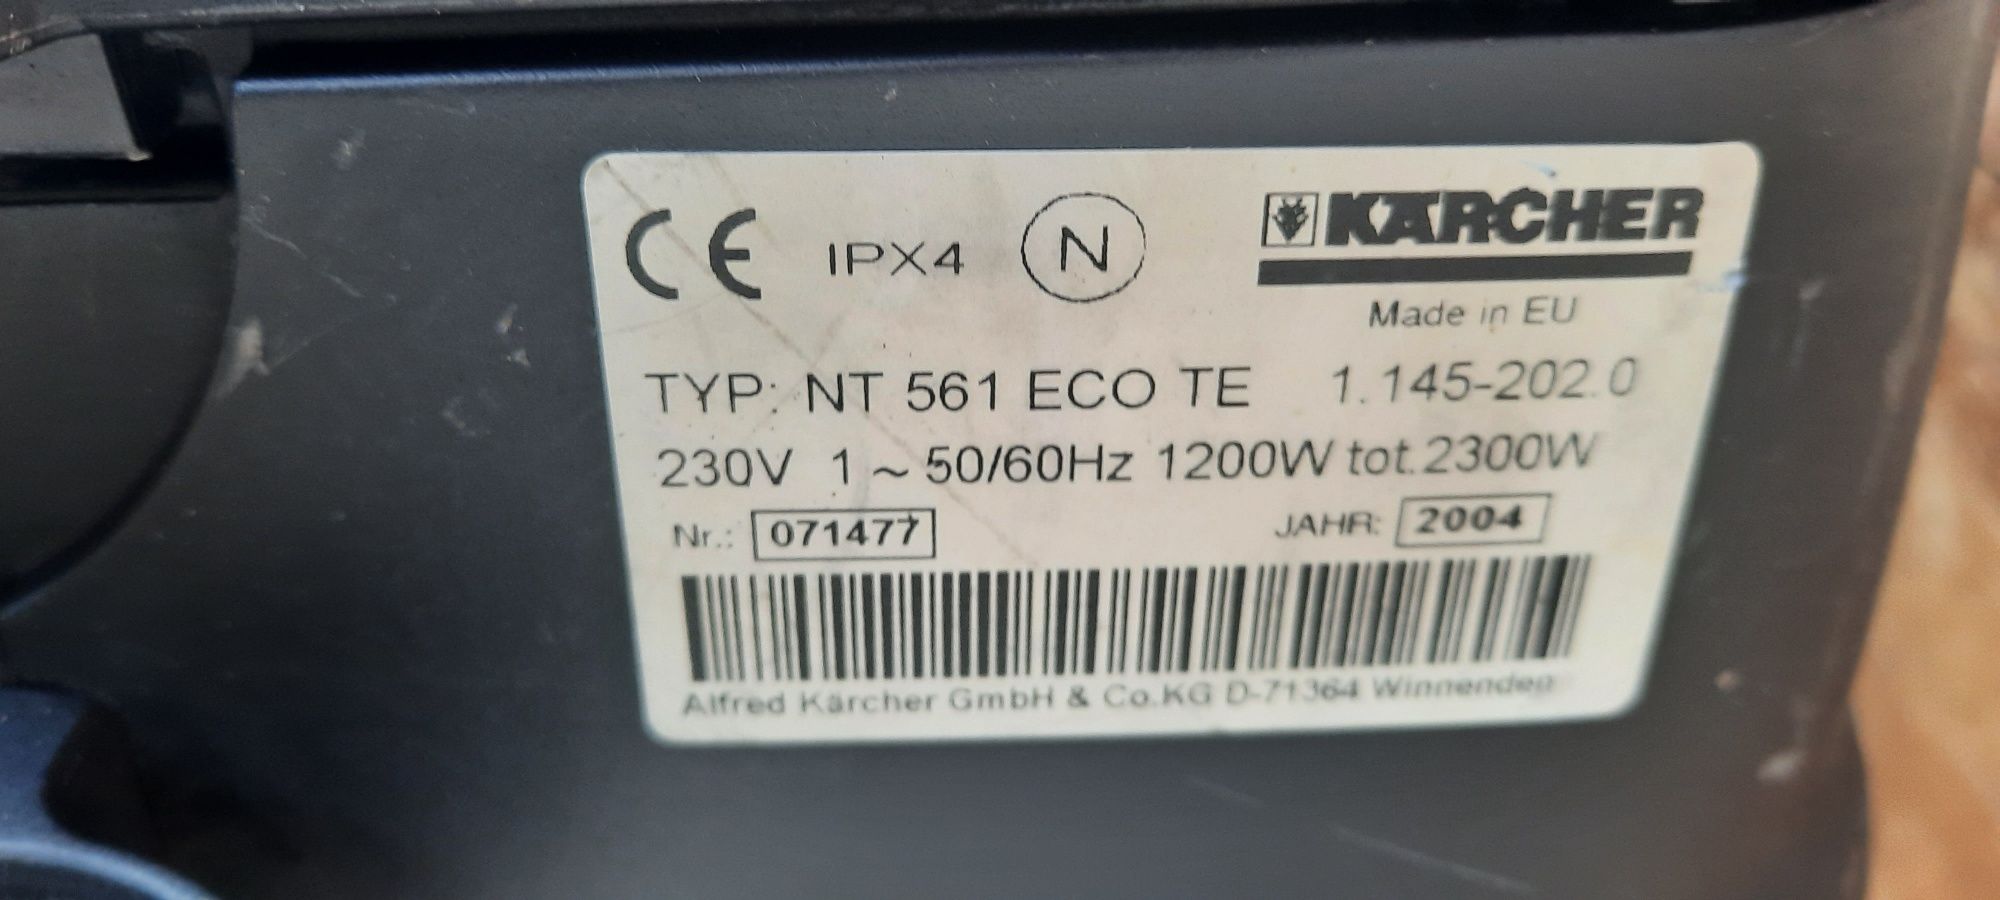 CE IPX4 N KÄRCHER
Made in EU
TYP: NT 561 ECO TE 1.145-202.0
230V 1~50/60Hz 1200W tot.2300W
Nr.: 071477 JAHR: 2004
Alfred Kärcher GmbH & Co.KG D-71364 Winnenden